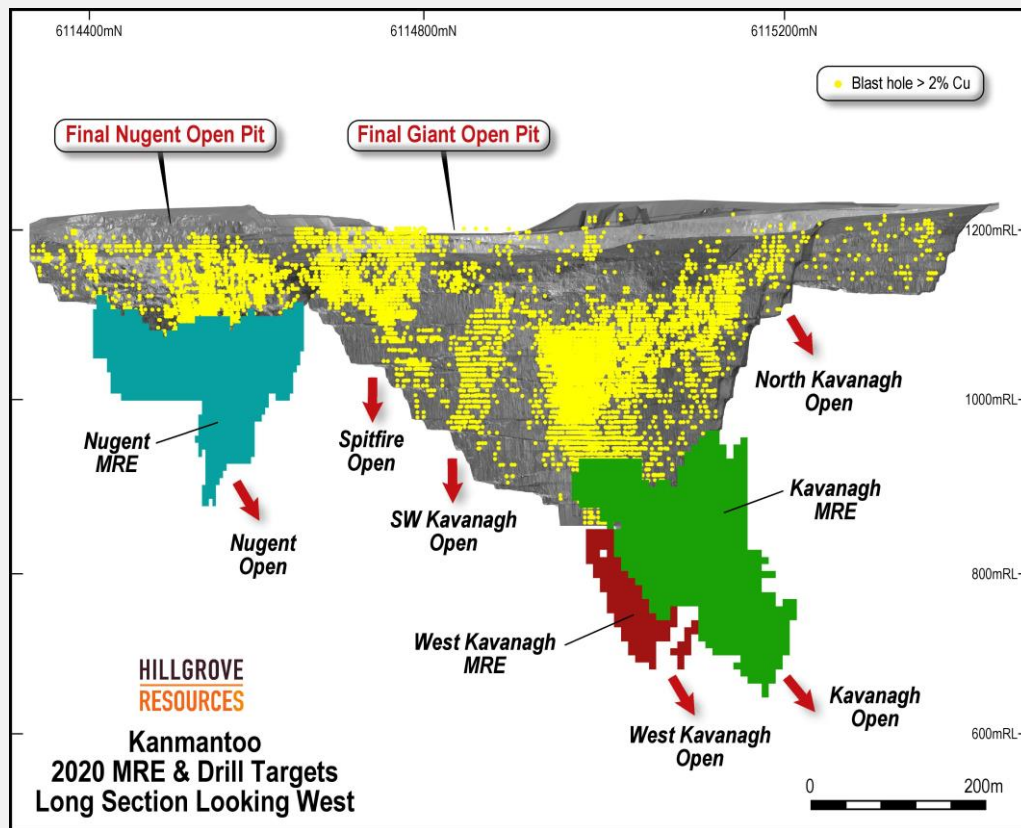 6114400mN
6114800mN
6115200mN
Blast hole > 2% Cu
Final Nugent Open Pit
Final Giant Open Pit
1200mRL
North Kavanagh
Open
1000mRL
Nugent
MRE
Spitfire
Open
Kavanagh
MRE
SW Kavanagh
Open
Nugent
Open
800mRL
West Kavanagh
MRE
HILLGROVE
RESOURCES
Kavanagh
Open
West Kavanagh
Open
600mRL
Kanmantoo
2020 MRE & Drill Targets
Long Section Looking West
0
200m